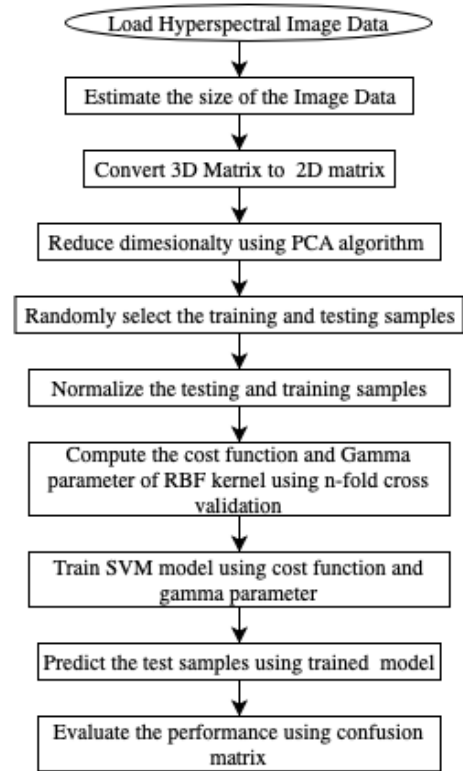 Load Hyperspectral Image Data
Estimate the size of the Image Data
Convert 3D Matrix to 2D matrix
Reduce dimesionalty using PCA algorithm
Randomly select the training and testing samples
Normalize the testing and training samples
Compute the cost function and Gamma
parameter of RBF kernel using n-fold cross
validation
Train SVM model using cost function and
gamma parameter
Predict the test samples using trained model
Evaluate the performance using confusion
matrix